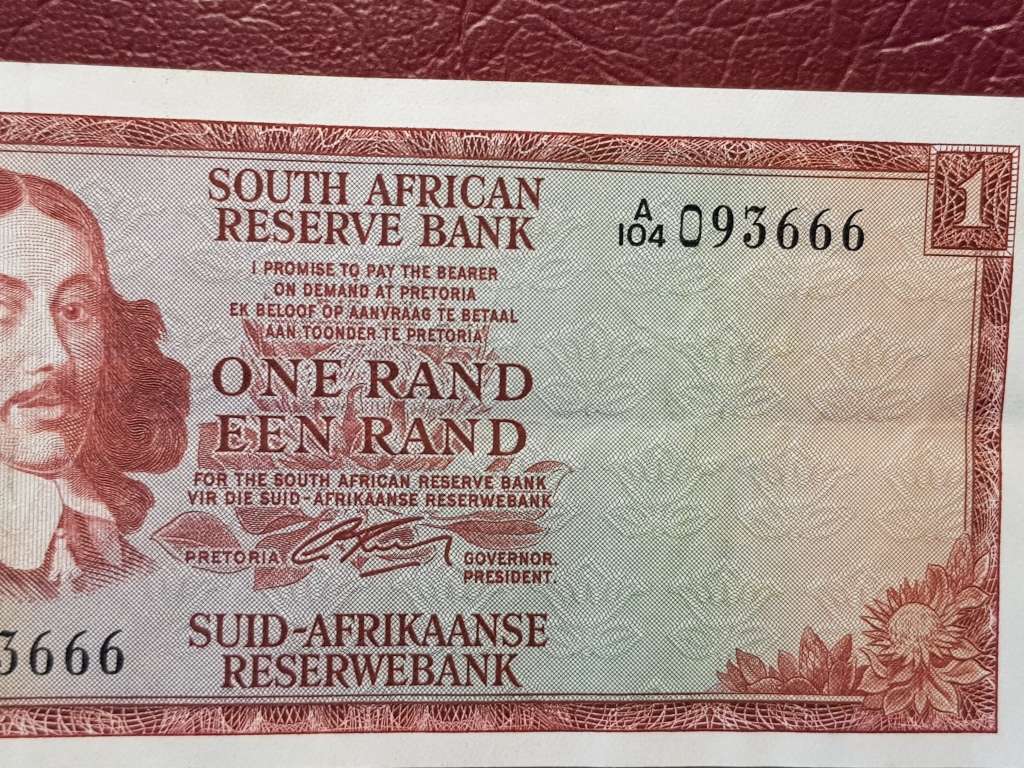 SOUTH AFRICAN
RESERVE BANK
A
104 093666
1
I PROMISE TO PAY THE BEARER
ON DEMAND AT PRETORIA
EK BELOOF OP AANVRAAG TE BETAAL
AAN TOONDER TE PRETORIA
ONE RAND
EEN RAND
FOR THE SOUTH AFRICAN RESERVE BANK
VIR DIE SUID-AFRIKAANSE RESERWEBANK
PRETORIA GOVERNOR.
PRESIDENT.
SUID-AFRIKAANSE
RESERWEBANK
3666